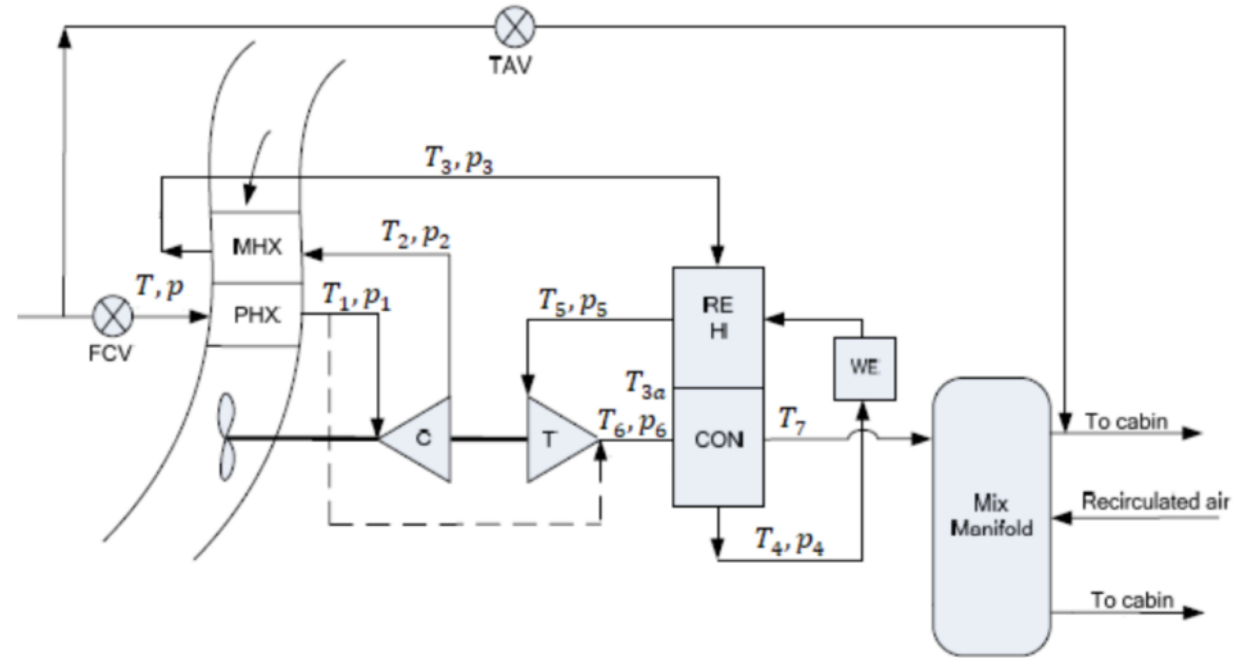 TAV
T₃, p₃
MHX
T₂, p₂
T, p
PHX
T₁, p₁
FCV
T₅, p₅
RE
HI
WE
T₃ₐ
T₆, p₆
CON
T₇
C
T
To cabin
Recirculated air
Mix
Manifold
T₄, p₄
To cabin